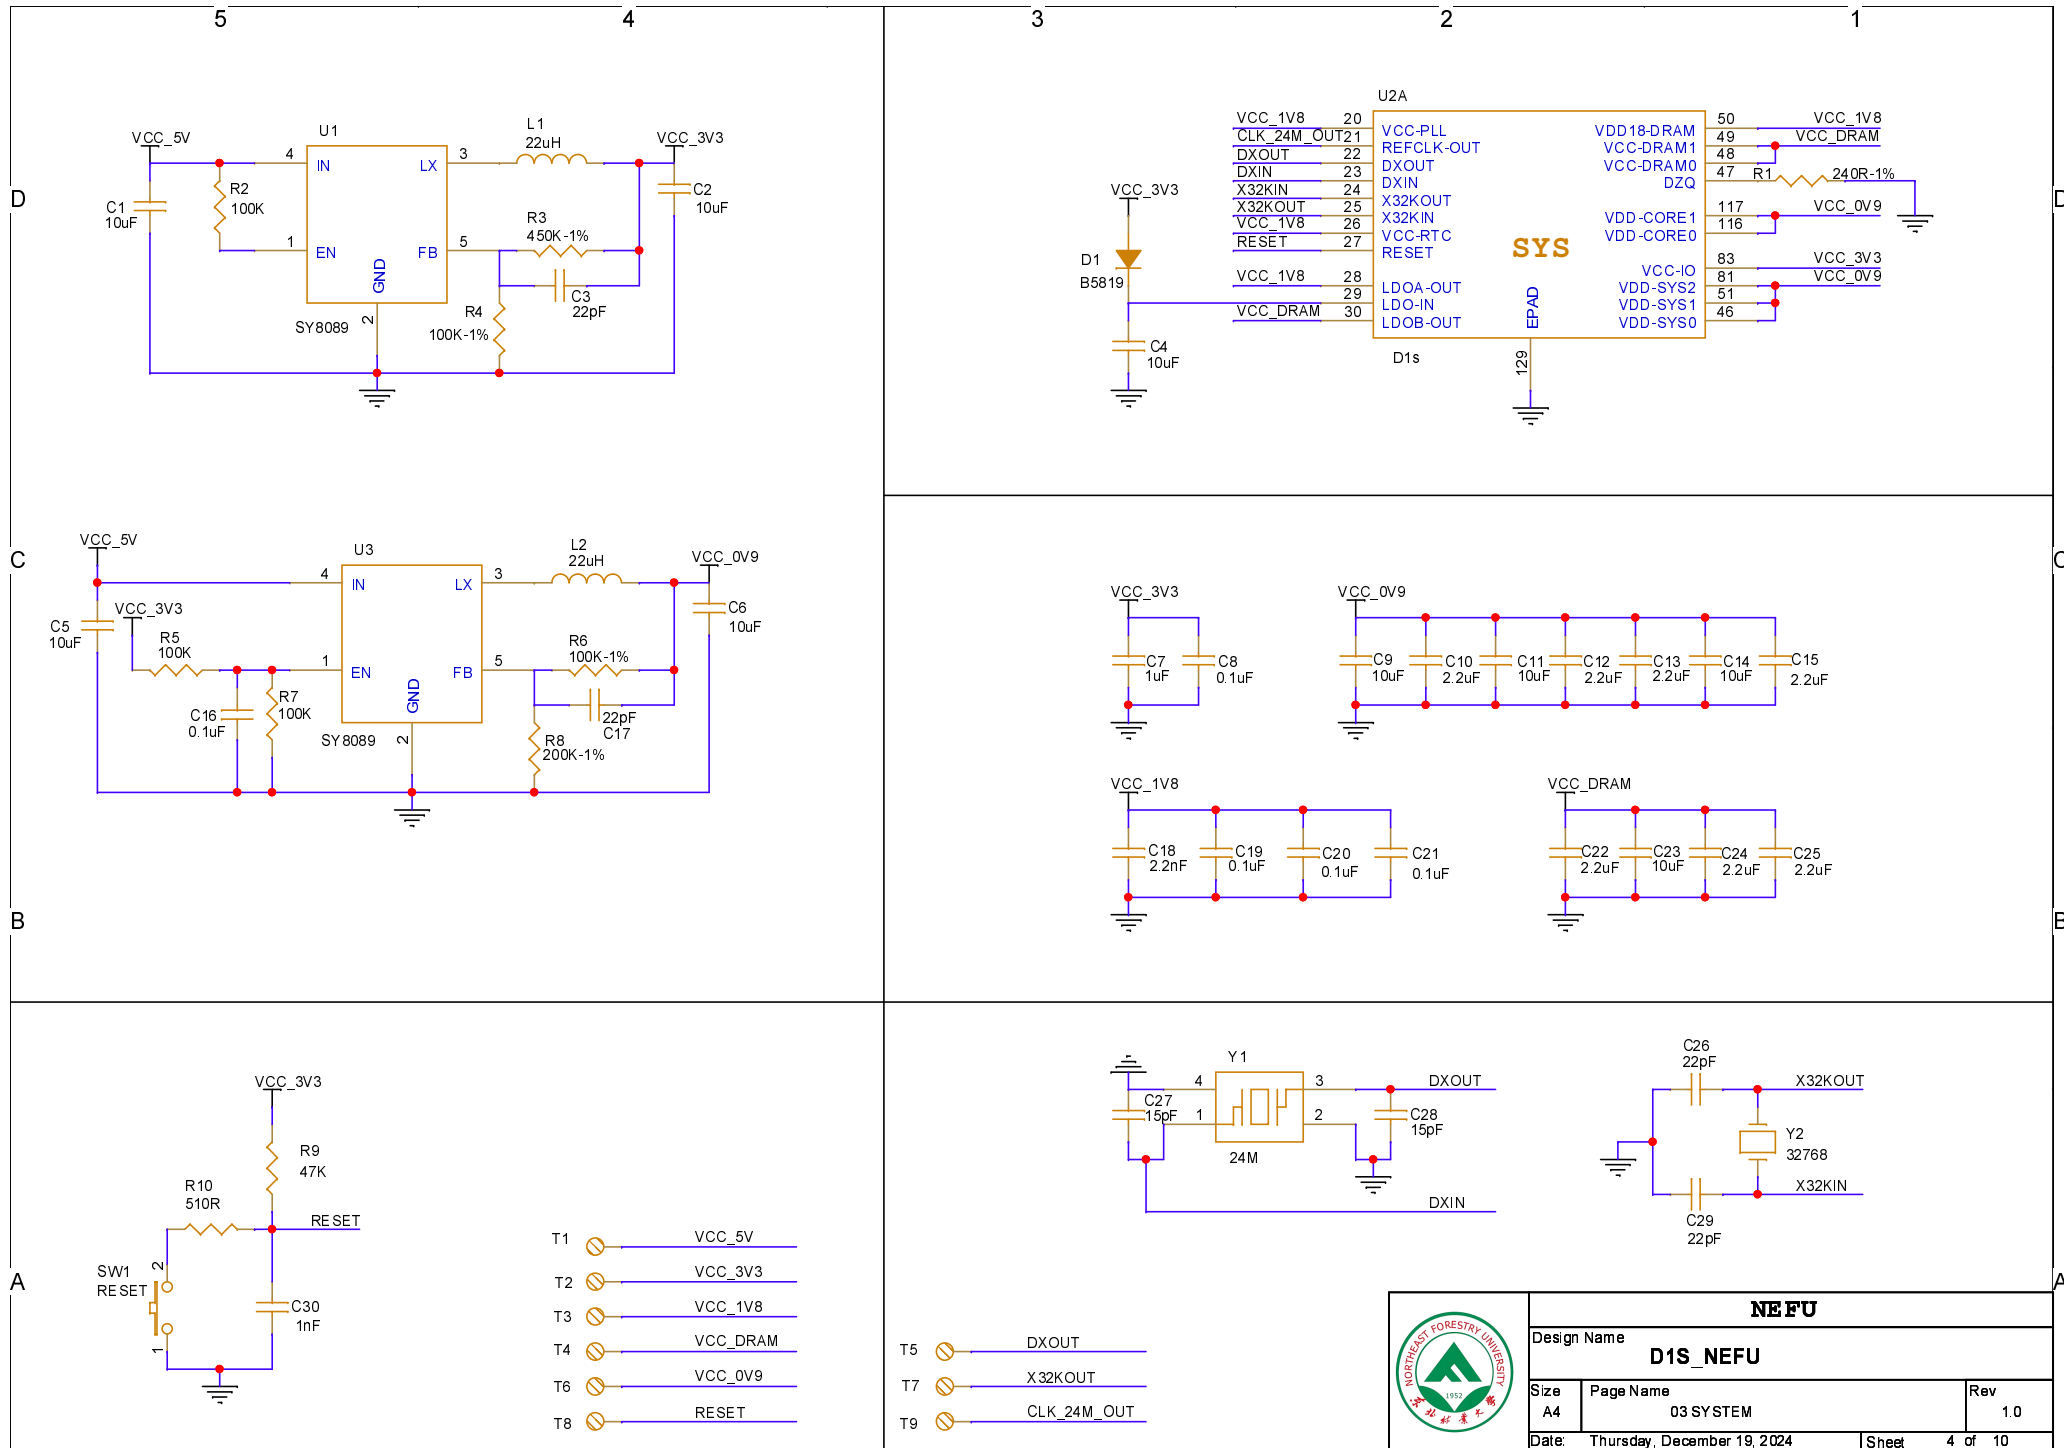 5 4 3 2 1
D
D
C
C
B
B
A
A
VCC_5V
C1
10uF
R2
100K
U1
4 IN
LX 3
1 EN
FB 5
GND
2
SY8089
L1
22uH
VCC_3V3
C2
10uF
R3
450K-1%
C3
22pF
R4
100K-1%
VCC_5V
C5
10uF
VCC_3V3
R5
100K
C16
0.1uF
R7
100K
U3
4 IN
LX 3
1 EN
FB 5
GND
2
SY8089
L2
22uH
VCC_0V9
C6
10uF
R6
100K-1%
22pF
C17
R8
200K-1%
VCC_3V3
D1
B5819
C4
10uF
U2A
VCC_1V8 20 VCC-PLL
CLK_24M_OUT 21 REFCLK-OUT
DXOUT 22 DXOUT
DXIN 23 DXIN
X32KIN 24 X32KOUT
X32KOUT 25 X32KIN
VCC_1V8 26 VCC-RTC
RESET 27 RESET
VCC_1V8 28 LDOA-OUT
29 LDO-IN
VCC_DRAM 30 LDOB-OUT
SYS
EPAD
129
D1s
VDD18-DRAM 50 VCC_1V8
VCC-DRAM1 49 VCC_DRAM
VCC-DRAM0 48
DZQ 47 R1 240R-1%
VDD-CORE1 117 VCC_0V9
VDD-CORE0 116
VCC-IO 83 VCC_3V3
VDD-SYS2 81 VCC_0V9
VDD-SYS1 51
VDD-SYS0 46
VCC_3V3
C7
1uF
C8
0.1uF
VCC_0V9
C9
10uF
C10
2.2uF
C11
10uF
C12
2.2uF
C13
2.2uF
C14
10uF
C15
2.2uF
VCC_1V8
C18
2.2nF
C19
0.1uF
C20
0.1uF
C21
0.1uF
VCC_DRAM
C22
2.2uF
C23
10uF
C24
2.2uF
C25
2.2uF
VCC_3V3
R9
47K
R10
510R
RESET
SW1
RESET
2
1
C30
1nF
T1 VCC_5V
T2 VCC_3V3
T3 VCC_1V8
T4 VCC_DRAM
T6 VCC_0V9
T8 RESET
T5 DXOUT
T7 X32KOUT
T9 CLK_24M_OUT
Y1
4
1
3
2
24M
C27
15pF
C28
15pF
DXOUT
DXIN
C26
22pF
X32KOUT
Y2
32768
X32KIN
C29
22pF
NORTHEAST FORESTRY UNIVERSITY
1952
东北林业大学
NEFU
Design Name
D1S_NEFU
Size
A4
Page Name
03 SYSTEM
Rev
1.0
Date: Thursday, December 19, 2024
Sheet 4 of 10